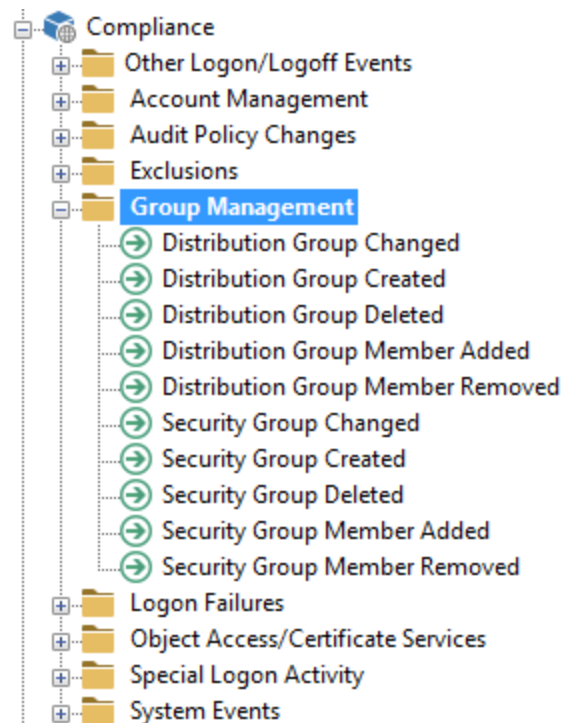 Compliance
Other Logon/Logoff Events
Account Management
Audit Policy Changes
Exclusions
Group Management
Distribution Group Changed
Distribution Group Created
Distribution Group Deleted
Distribution Group Member Added
Distribution Group Member Removed
Security Group Changed
Security Group Created
Security Group Deleted
Security Group Member Added
Security Group Member Removed
Logon Failures
Object Access/Certificate Services
Special Logon Activity
System Events